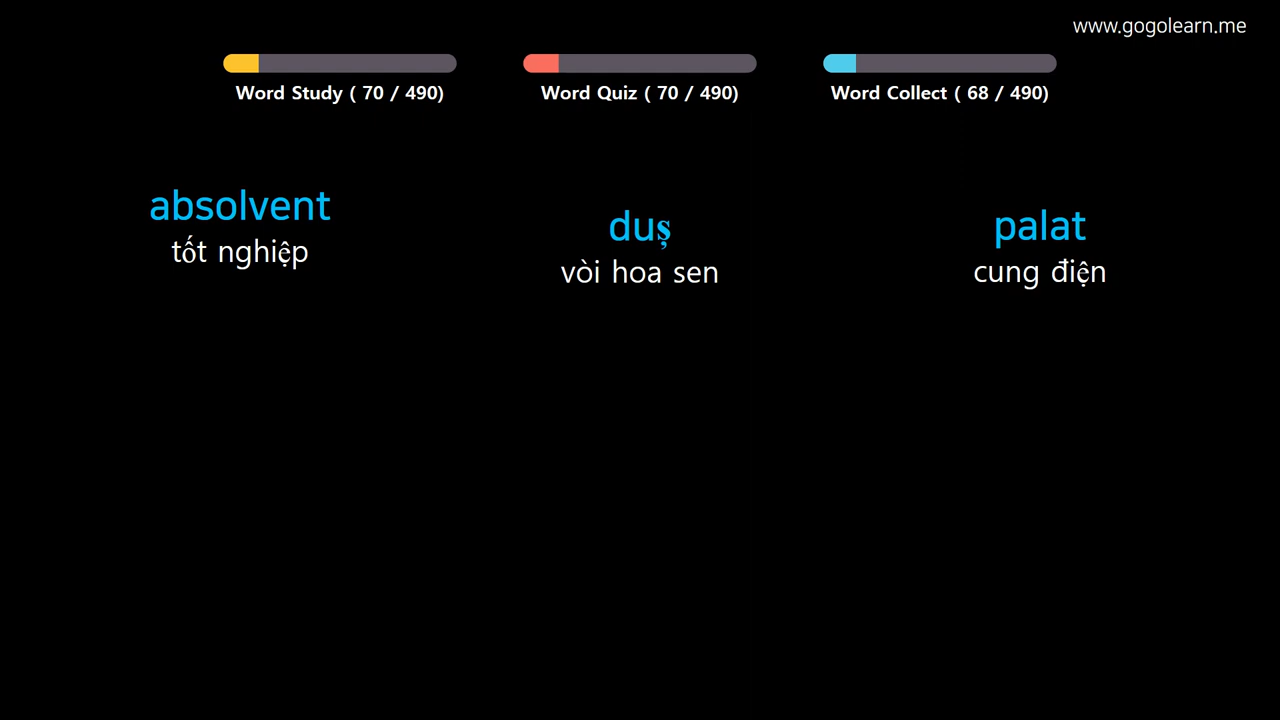 www.gogolearn.me
Word Study ( 70 / 490)
Word Quiz ( 70 / 490)
Word Collect ( 68 / 490)
absolvent
tốt nghiệp
duș
vòi hoa sen
palat
cung điện